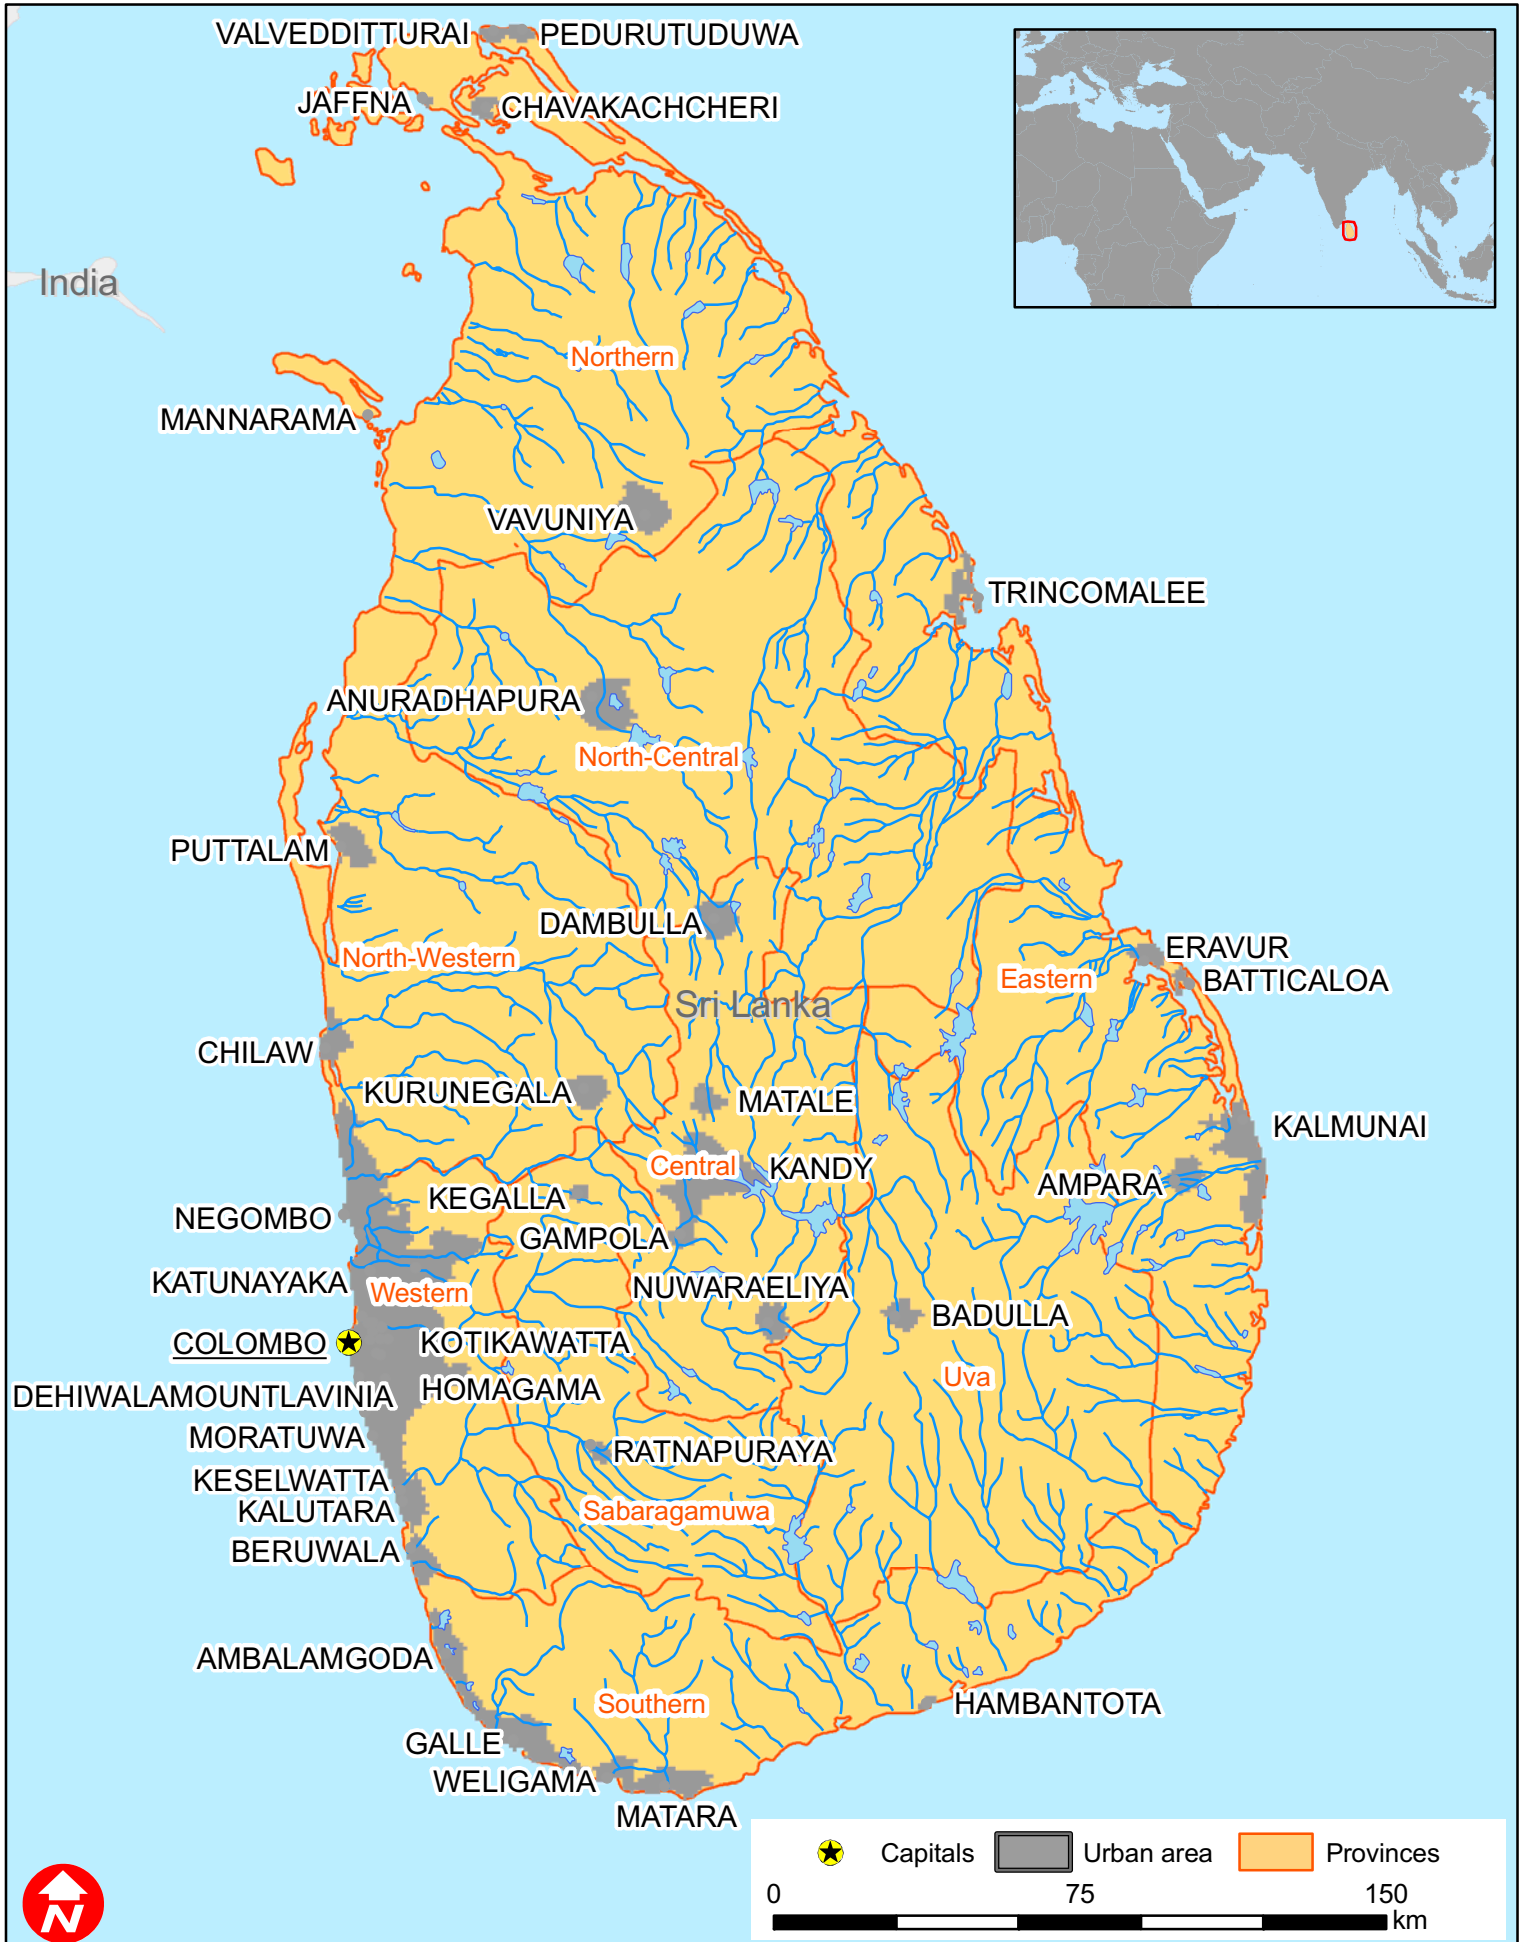 VALVEDDITTURAI
PEDURUTUDUWA
JAFFNA
CHAVAKACHCHERI
India
Northern
MANNARAMA
VAVUNIYA
TRINCOMALEE
ANURADHAPURA
North-Central
PUTTALAM
DAMBULLA
North-Western
ERAVUR
Eastern
BATTICALOA
Sri Lanka
CHILAW
KURUNEGALA
MATALE
KALMUNAI
Central
KANDY
AMPARA
KEGALLA
NEGOMBO
GAMPOLA
KATUNAYAKA
Western
NUWARAELIYA
BADULLA
COLOMBO
KOTIKAWATTA
Uva
DEHIWALAMOUNTLAVINIA
HOMAGAMA
MORATUWA
RATNAPURAYA
KESELWATTA
KALUTARA
Sabaragamuwa
BERUWALA
AMBALAMGODA
Southern
HAMBANTOTA
GALLE
WELIGAMA
MATARA
Capitals
Urban area
Provinces
0 75 150
km
N